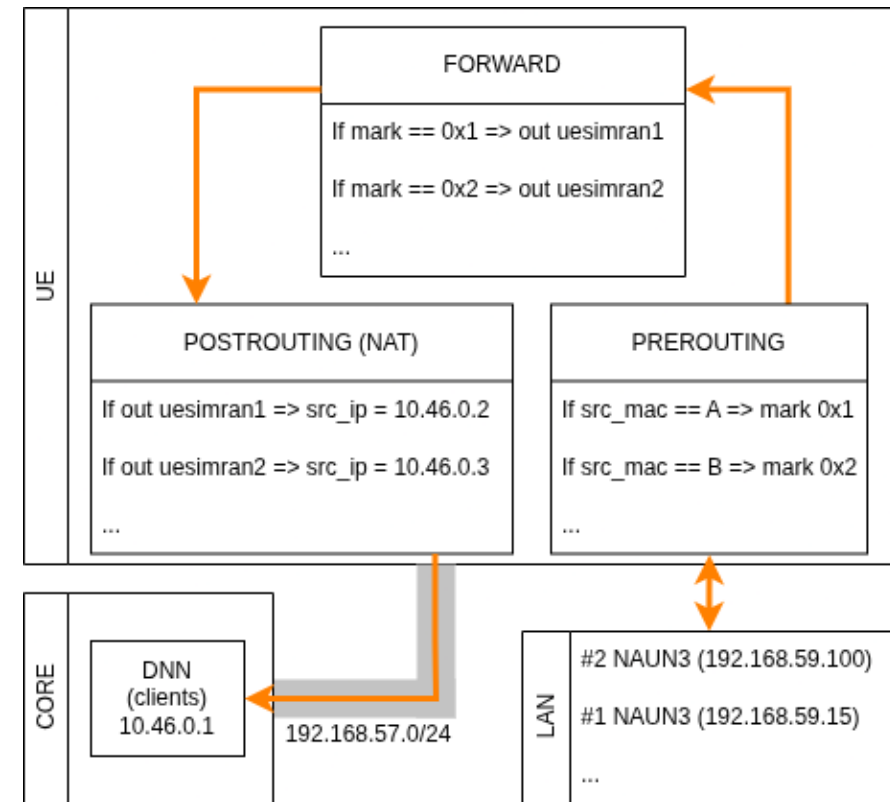 FORWARD
If mark == 0x1 => out uesimran1
If mark == 0x2 => out uesimran2
...
UE
POSTROUTING (NAT)
If out uesimran1 => src_ip = 10.46.0.2
If out uesimran2 => src_ip = 10.46.0.3
...
PREROUTING
If src_mac == A => mark 0x1
If src_mac == B => mark 0x2
...
CORE
DNN
(clients)
10.46.0.1
192.168.57.0/24
LAN
#2 NAUN3 (192.168.59.100)
#1 NAUN3 (192.168.59.15)
...